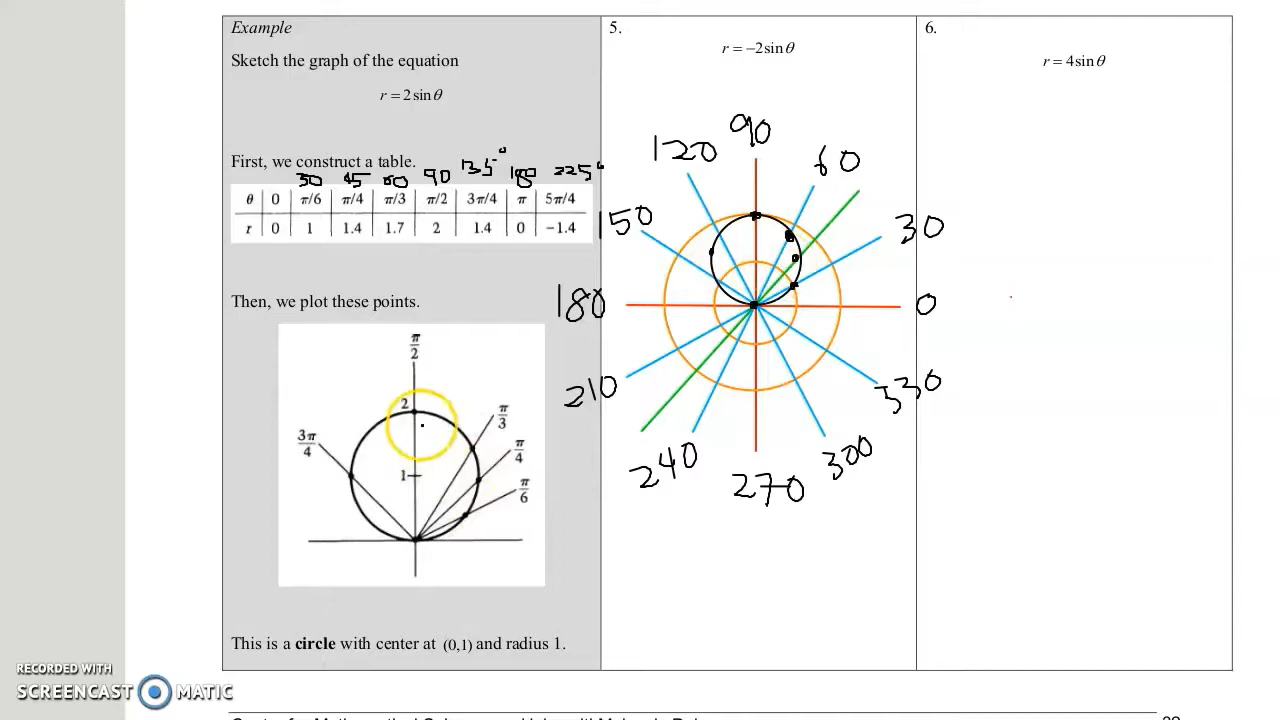 Example
Sketch the graph of the equation
r = 2 sin θ
First, we construct a table.
30 45 60 90 135° 180 225°
θ 0 π/6 π/4 π/3 π/2 3π/4 π 5π/4
r 0 1 1.4 1.7 2 1.4 0 −1.4
Then, we plot these points.
π/2
2
3π/4
π/3
π/4
1
π/6
This is a circle with center at (0,1) and radius 1.
5.
r = −2sin θ
90
120
60
150
30
180
0
210
330
240
300
270
6.
r = 4sin θ
RECORDED WITH
SCREENCAST MATIC